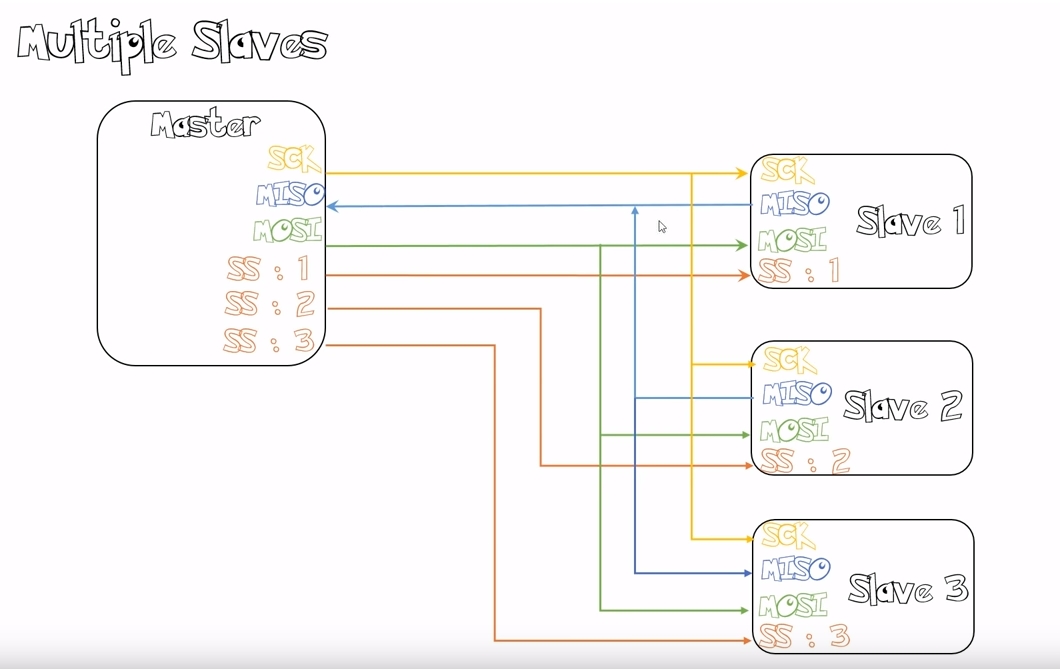 Multiple Slaves
Master
SCK
MISO
MOSI
SS : 1
SS : 2
SS : 3
SCK
MISO
MOSI
SS : 1
Slave 1
SCK
MISO
MOSI
SS : 2
Slave 2
SCK
MISO
MOSI
SS : 3
Slave 3